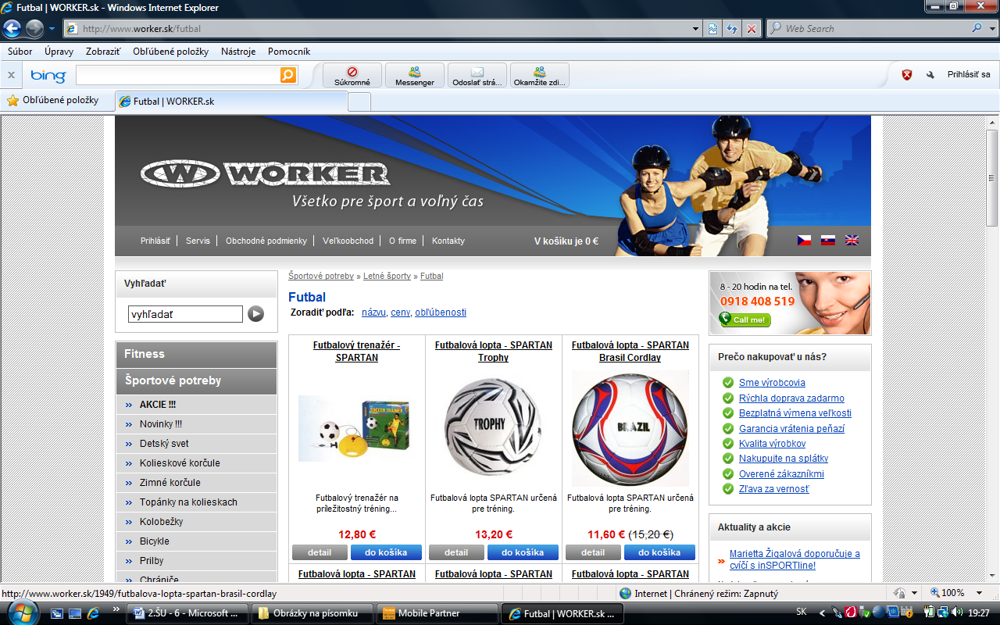 Futbal | WORKER.sk - Windows Internet Explorer
http://www.worker.sk/futbal
Web Search
Súbor Úpravy Zobraziť Obľúbené položky Nástroje Pomocník
x bing Súkromné Messenger Odoslať strá... Okamžite zdi... Prihlásiť sa
Obľúbené položky Futbal | WORKER.sk
W WORKER
Všetko pre šport a voľný čas
Prihlásiť Servis Obchodné podmienky Veľkoobchod O firme Kontakty V košíku je 0 €
Vyhľadať
vyhľadať
Fitness
Športové potreby
» AKCIE !!!
» Novinky !!!
» Detský svet
» Kolieskové korčule
» Zimné korčule
» Topánky na kolieskach
» Kolobežky
» Bicykle
» Prilby
» Chrániče
Športové potreby » Letné športy » Futbal
Futbal
Zoradiť podľa: názvu, ceny, obľúbenosti
Futbalový trenažér -
SPARTAN
SOCCER TRAINER
Futbalový trenažér na
príležitostný tréning...
12,80 €
detail do košíka
Futbalová lopta - SPARTAN
Trophy
TROPHY
Futbalová lopta SPARTAN určená
pre tréning.
13,20 €
detail do košíka
Futbalová lopta - SPARTAN
Brasil Cordlay
BRAZIL
Futbalová lopta SPARTAN určená
pre tréning.
11,60 € (15,20 €)
detail do košíka
Futbalová lopta - SPARTAN Futbalová lopta - SPARTAN Futbalová lopta - SPARTAN
8 - 20 hodin na tel.
0918 408 519
Call me!
Prečo nakupovať u nás?
Sme výrobcovia
Rýchla doprava zadarmo
Bezplatná výmena veľkosti
Garancia vrátenia peňazí
Kvalita výrobkov
Nakupujte na splátky
Overené zákazníkmi
Zľava za vernosť
Aktuality a akcie
Marietta Žigalová doporučuje a
cvičí s inSPORTline!
http://www.worker.sk/1949/futbalova-lopta-spartan-brasil-cordlay Internet | Chránený režim: Zapnutý 100%
2.ŠU - 6 - Microsoft ... Obrázky na písomku Mobile Partner Futbal | WORKER.sk ... SK 19:27